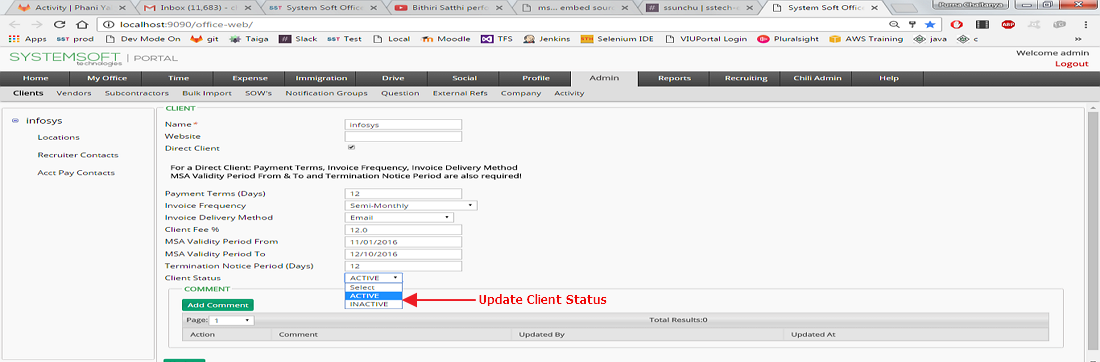 Activity | Phani Ya
Inbox (11,683) - c
SST System Soft Office
Bithiri Satthi perf
ms... embed sour
ssunchu | sstech
System Soft Offic
Purna Chaitanya
localhost:9090/office-web/
Apps SST prod Dev Mode On git Taiga Slack SST Test Local Moodle TFS Jenkins Selenium IDE VIUPortal Login Pluralsight AWS Training java c
SYSTEMSOFT technologies | PORTAL
Welcome admin
Logout
Home My Office Time Expense Immigration Drive Social Profile Admin Reports Recruiting Chili Admin Help
Clients Vendors Subcontractors Bulk Import SOW's Notification Groups Question External Refs Company Activity
infosys
Locations
Recruiter Contacts
Acct Pay Contacts
CLIENT
Name * infosys
Website
Direct Client
For a Direct Client: Payment Terms, Invoice Frequency, Invoice Delivery Method
MSA Validity Period From & To and Termination Notice Period are also required!
Payment Terms (Days) 12
Invoice Frequency Semi-Monthly
Invoice Delivery Method Email
Client Fee % 12.0
MSA Validity Period From 11/01/2016
MSA Validity Period To 12/10/2016
Termination Notice Period (Days) 12
Client Status ACTIVE
Select
ACTIVE
INACTIVE
Update Client Status
COMMENT
Add Comment
Page: 1 Total Results:0
Action Comment Updated By Updated At